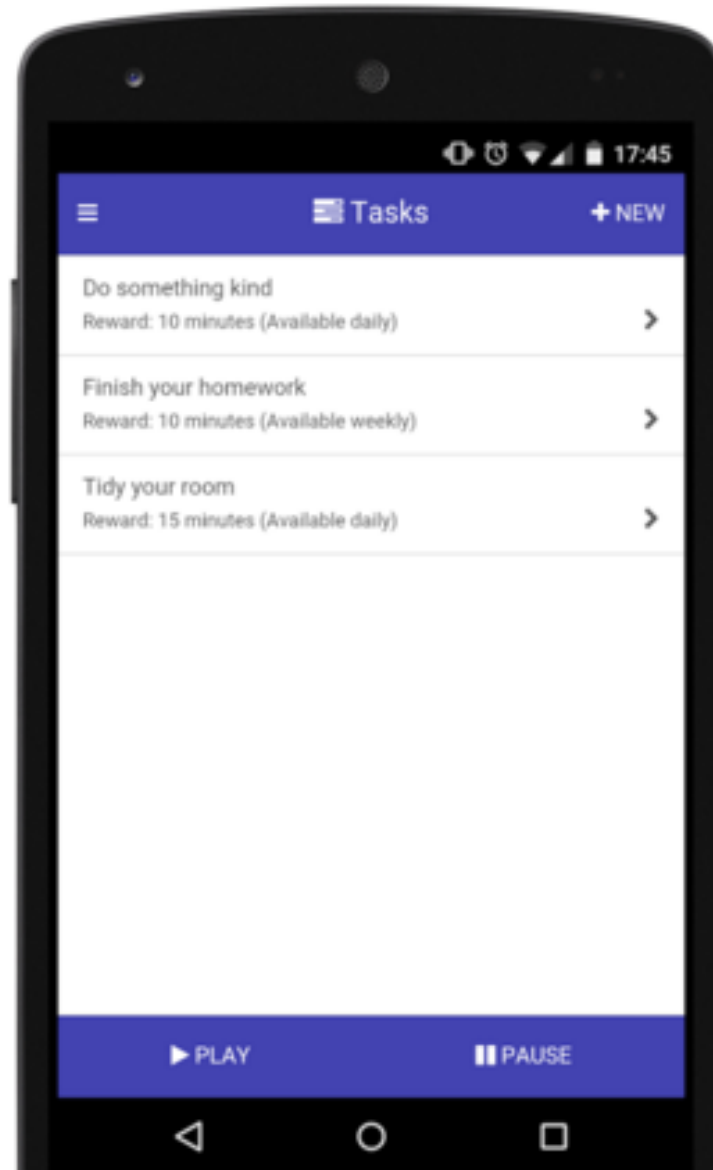 17:45
Tasks
+ NEW
Do something kind
Reward: 10 minutes (Available daily)
Finish your homework
Reward: 10 minutes (Available weekly)
Tidy your room
Reward: 15 minutes (Available daily)
PLAY
PAUSE